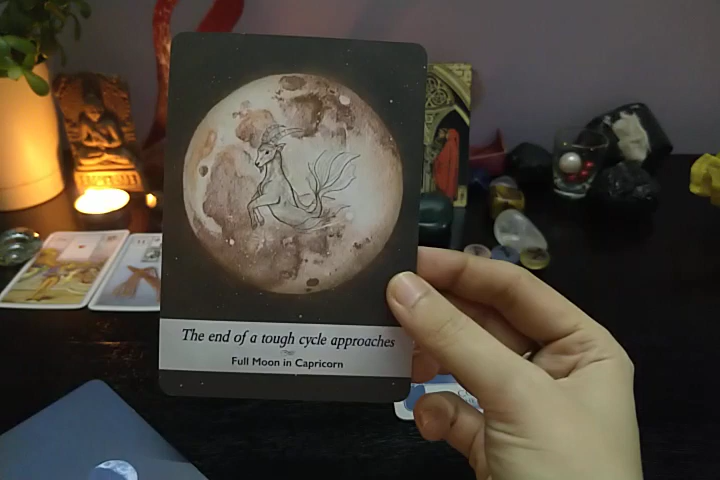 The end of a tough cycle approaches
Full Moon in Capricorn